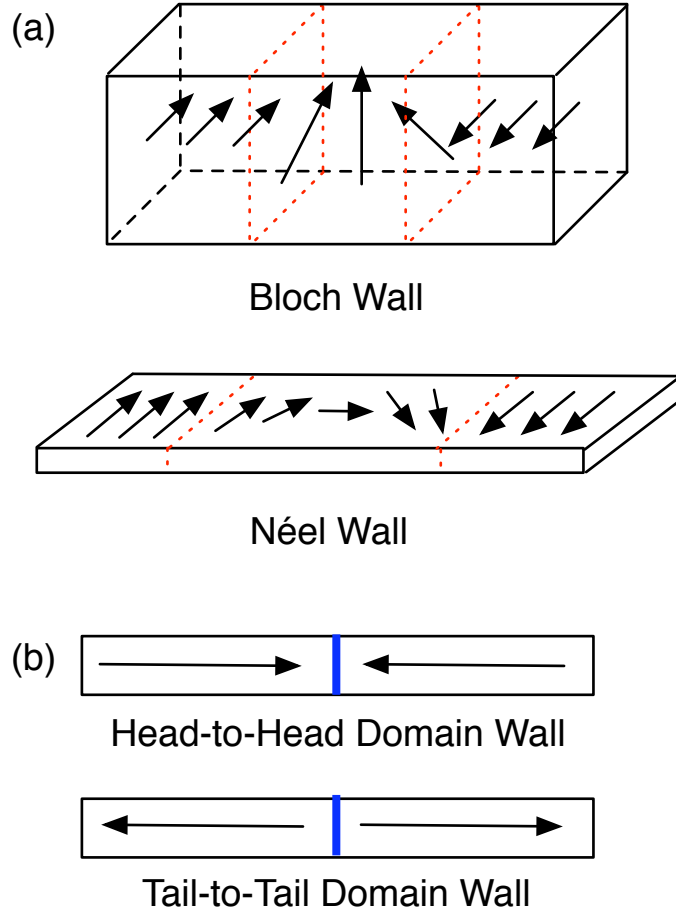 (a)
Bloch Wall
Néel Wall
(b)
Head-to-Head Domain Wall
Tail-to-Tail Domain Wall